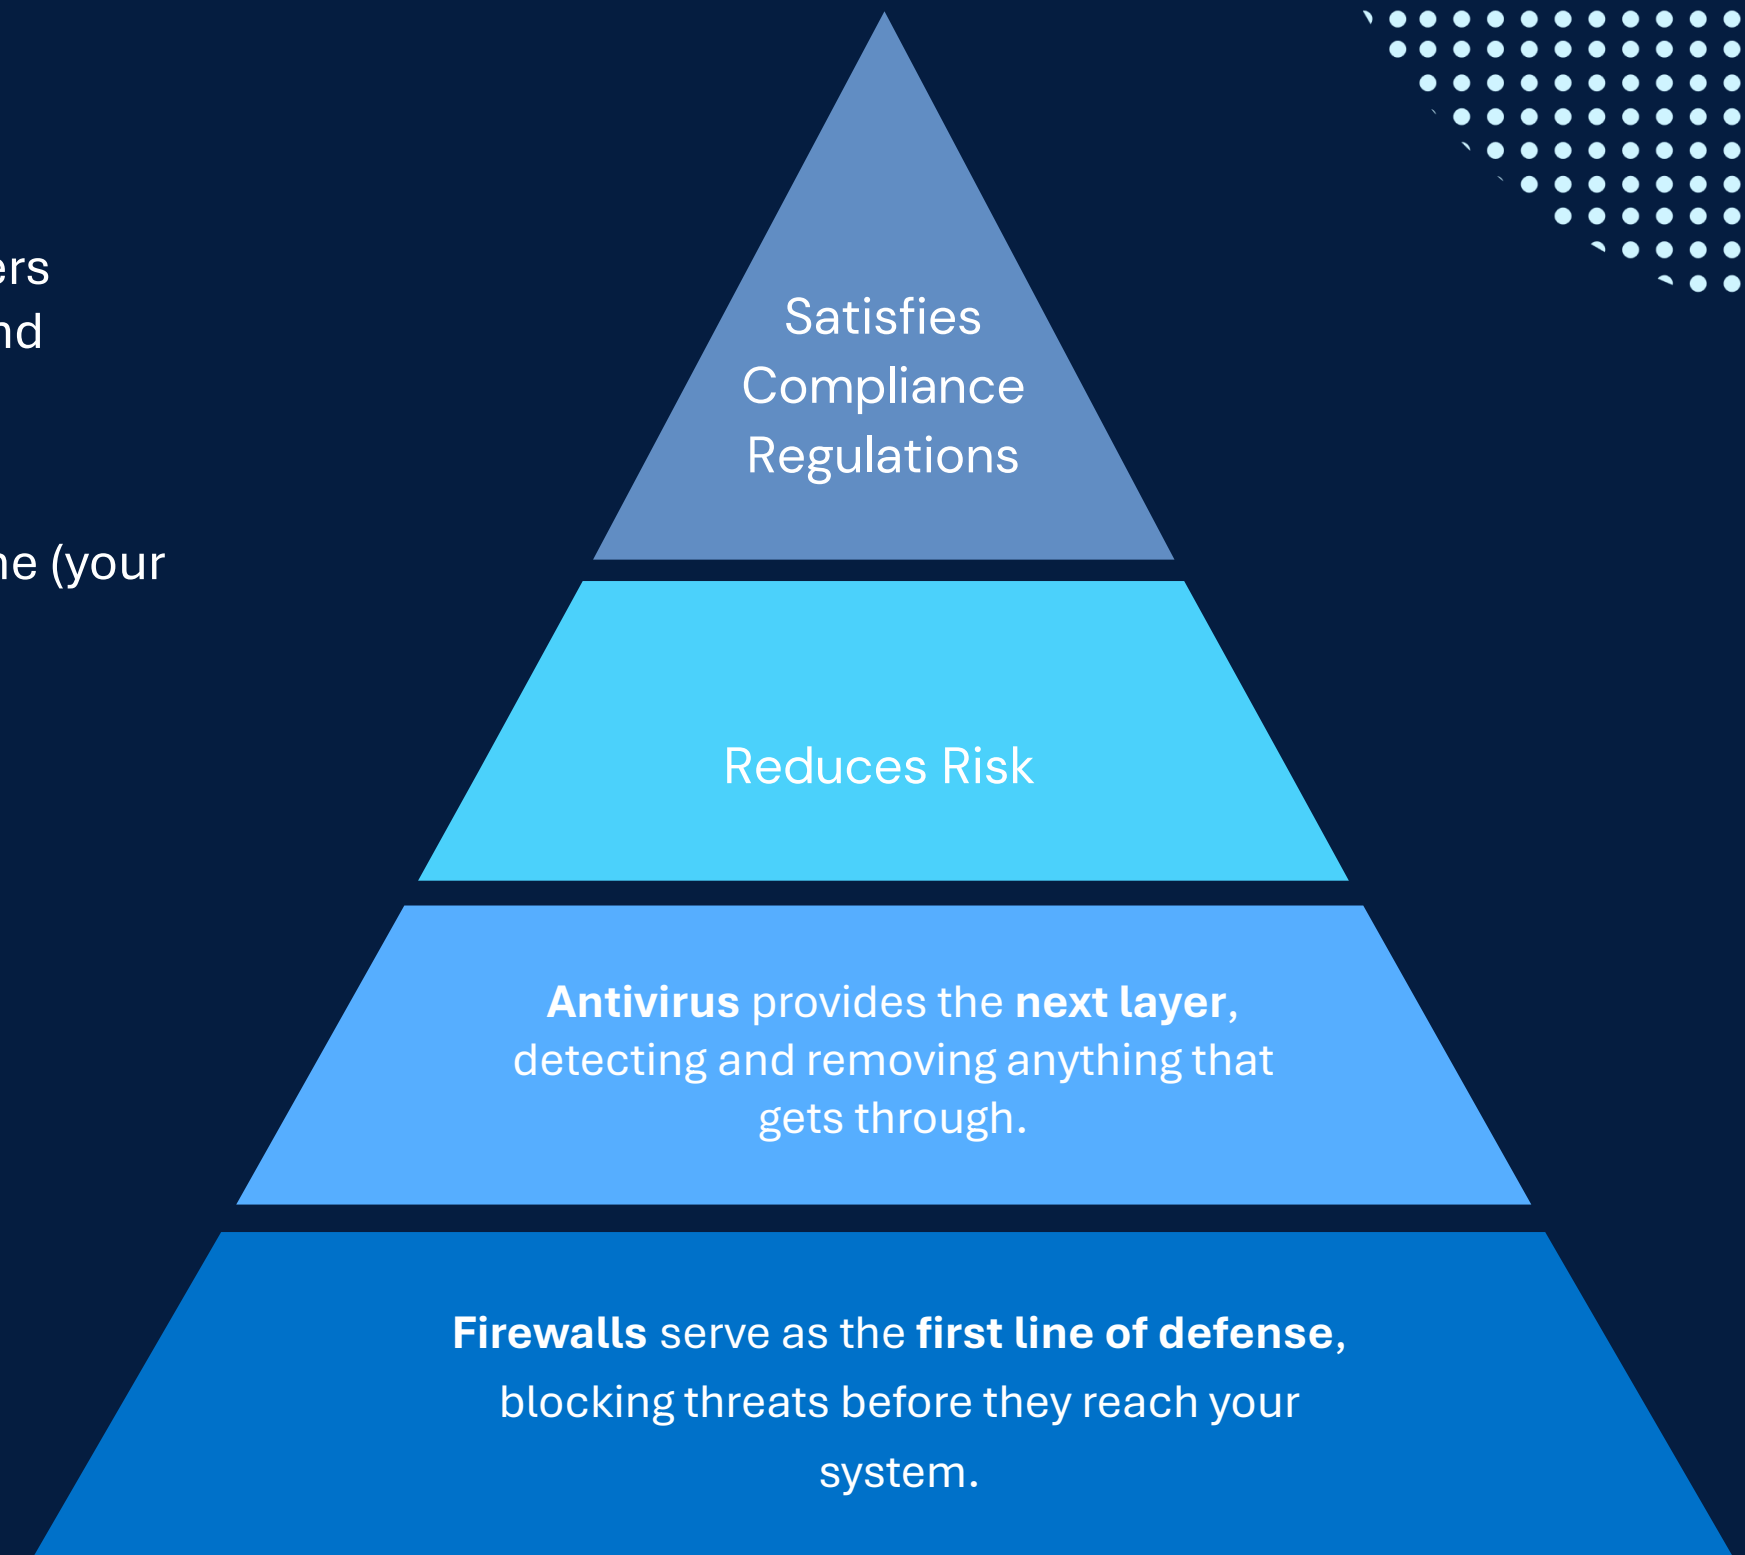 ers
nd
ne (your
Satisfies
Compliance
Regulations
Reduces Risk
Antivirus provides the next layer,
detecting and removing anything that
gets through.
Firewalls serve as the first line of defense,
blocking threats before they reach your
system.